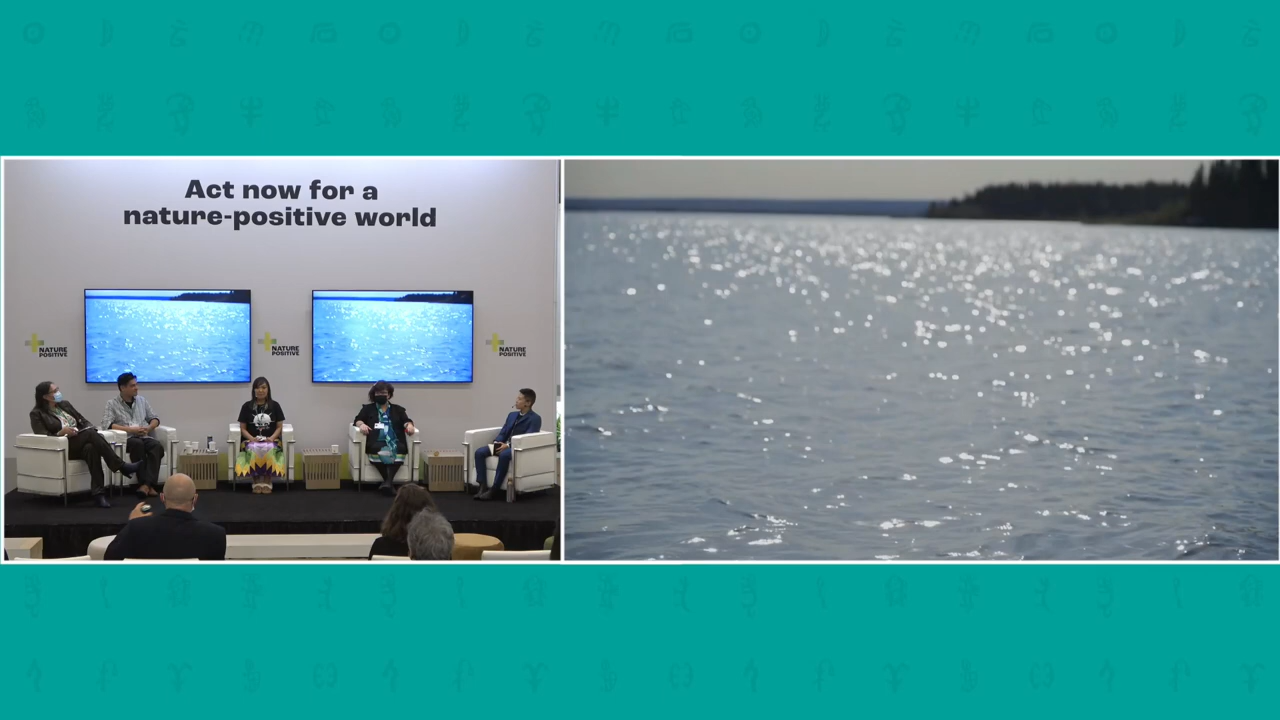 Act now for a
nature-positive world
NATURE
POSITIVE
NATURE
POSITIVE
NATURE
POSITIVE